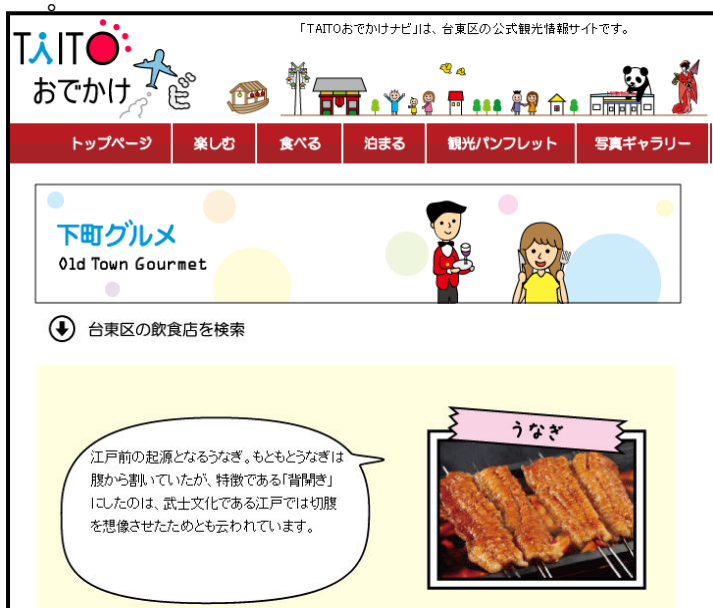 。
「TAITOおでかけナビ」は、台東区の公式観光情報サイトです。
TAITO
おでかけナビ
トップページ 楽しむ 食べる 泊まる 観光パンフレット 写真ギャラリー
下町グルメ
Old Town Gourmet
台東区の飲食店を検索
うなぎ
江戸前の起源となるうなぎ。もともとうなぎは
腹から割いていたが、特徴である「背開き」
にしたのは、武士文化である江戸では切腹
を想像させたためとも云われています。